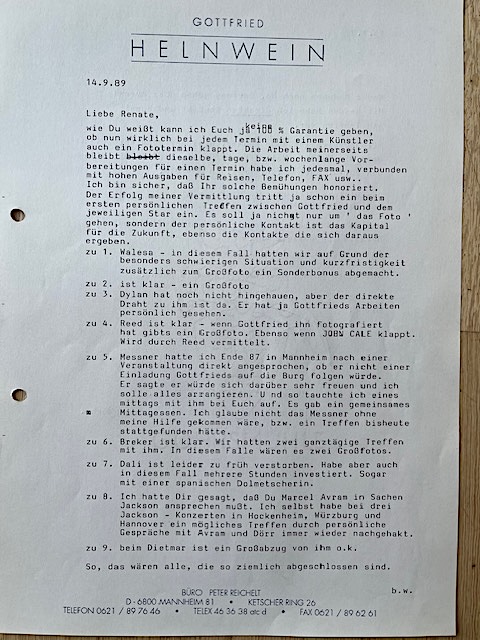 GOTTFRIED
HELNWEIN
14.9.89
Liebe Renate,
keine
wie Du weißt kann ich Euch ja 100 % Garantie geben,
ob nun wirklich bei jedem Termin mit einem Künstler
auch ein Fototermin klappt. Die Arbeit meinerseits
bleibt bleibt dieselbe, tage, bzw. wochenlange Vor-
bereitungen für einen Termin habe ich jedesmal, verbunden
mit hohen Ausgaben für Reisen, Telefon, FAX usw..
Ich bin sicher, daß Ihr solche Bemühungen honoriert.
Der Erfolg meiner Vermittlung tritt ja schon ein beim
ersten persönlichen Treffen zwischen Gottfried und dem
jeweiligen Star ein. Es soll ja nicht nur um ' das Foto '
gehen, sondern der persönliche Kontakt ist das Kapital
für die Zukunft, ebenso die Kontakte die sich daraus
ergeben.
zu 1. Walesa - in diesem Fall hatten wir auf Grund der
besonders schwierigen Situation und kurzfristigkeit
zusätzlich zum Großfoto ein Sonderbonus abgemacht.
zu 2. ist klar - ein Großfoto
zu 3. Dylan hat noch nicht hingehauen, aber der direkte
Draht zu ihm ist da. Er hat ja Gottfrieds Arbeiten
persönlich gesehen.
zu 4. Reed ist klar - wenn Gottfried ihn fotografiert
hat gibts ein Großfoto. Ebenso wenn JOHN CALE klappt.
Wird durch Reed vermittelt.
zu 5. Messner hatte ich Ende 87 in Mannheim nach einer
Veranstaltung direkt angesprochen, ob er nicht einer
Einladung Gottfrieds auf die Burg folgen würde.
Er sagte er würde sich darüber sehr freuen und ich
solle alles arrangieren. U nd so tauchte ich eines
mittags mit ihm bei Euch auf. Es gab ein gemeinsames
Mittagessen. Ich glaube nicht das Messner ohne
meine Hilfe gekommen wäre, bzw. ein Treffen bisheute
stattgefunden hätte.
zu 6. Breker ist klar. Wir hatten zwei ganztägige Treffen
mit ihm. In diesem Falle wären es zwei Großfotos.
zu 7. Dali ist leider zu früh verstorben. Habe aber auch
in diesem Fall mehrere Stunden investiert. Sogar
mit einer spanischen Dolmetscherin.
zu 8. Ich hatte Dir gesagt, daß Du Marcel Avram in Sachen
Jackson ansprechen mußt. Ich selbst habe bei drei
Jackson - Konzerten in Hockenheim, Würzburg und
Hannover ein mögliches Treffen durch persönliche
Gespräche mit Avram und Dörr immer wieder nachgehakt.
zu 9. beim Dietmar ist ein Großabzug von ihm o.k.
So, das wären alle, die so ziemlich abgeschlossen sind.
b.w.
BÜRO PETER REICHELT
D - 6800 MANNHEIM 81 • KETSCHER RING 26
TELEFON 0621 / 89 76 46 • TELEX 46 36 38 atc d • FAX 0621 / 89 62 61